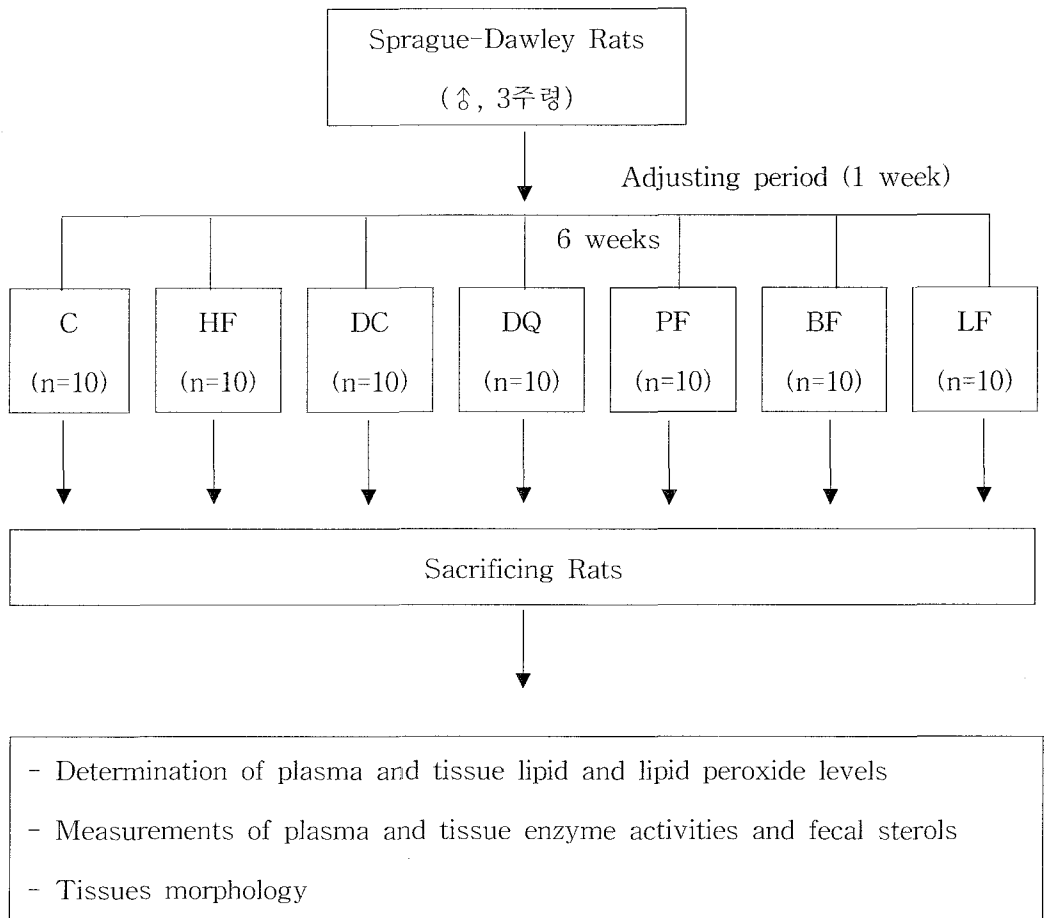 Sprague-Dawley Rats
(♂, 3주령)
Adjusting period (1 week)
6 weeks
C HF DC DQ PF BF LF
(n=10) (n=10) (n=10) (n=10) (n=10) (n=10) (n=10)
Sacrificing Rats
- Determination of plasma and tissue lipid and lipid peroxide levels
- Measurements of plasma and tissue enzyme activities and fecal sterols
- Tissues morphology